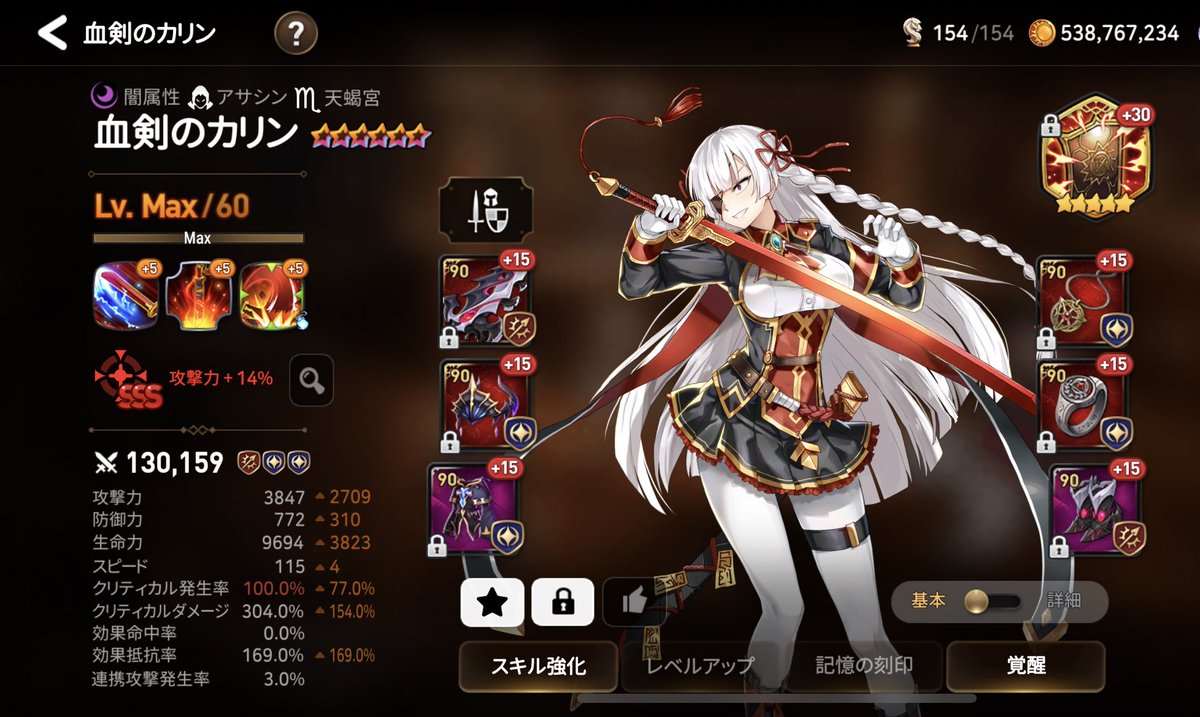 血剣のカリン
?
154/154
538,767,234
闇属性 アサシン 天蝎宮
血剣のカリン
Lv. Max/60
Max
+5
+5
+5
SSS
攻撃力+14%
130,159
攻撃力 3847 2709
防御力 772 310
生命力 9694 3823
スピード 115 4
クリティカル発生率 100.0% 77.0%
クリティカルダメージ 304.0% 154.0%
効果命中率 0.0%
効果抵抗率 169.0% 169.0%
連携攻撃発生率 3.0%
90 +15
90 +15
90 +15
+30
90 +15
90 +15
90 +15
基本
詳細
スキル強化
レベルアップ
記憶の刻印
覚醒